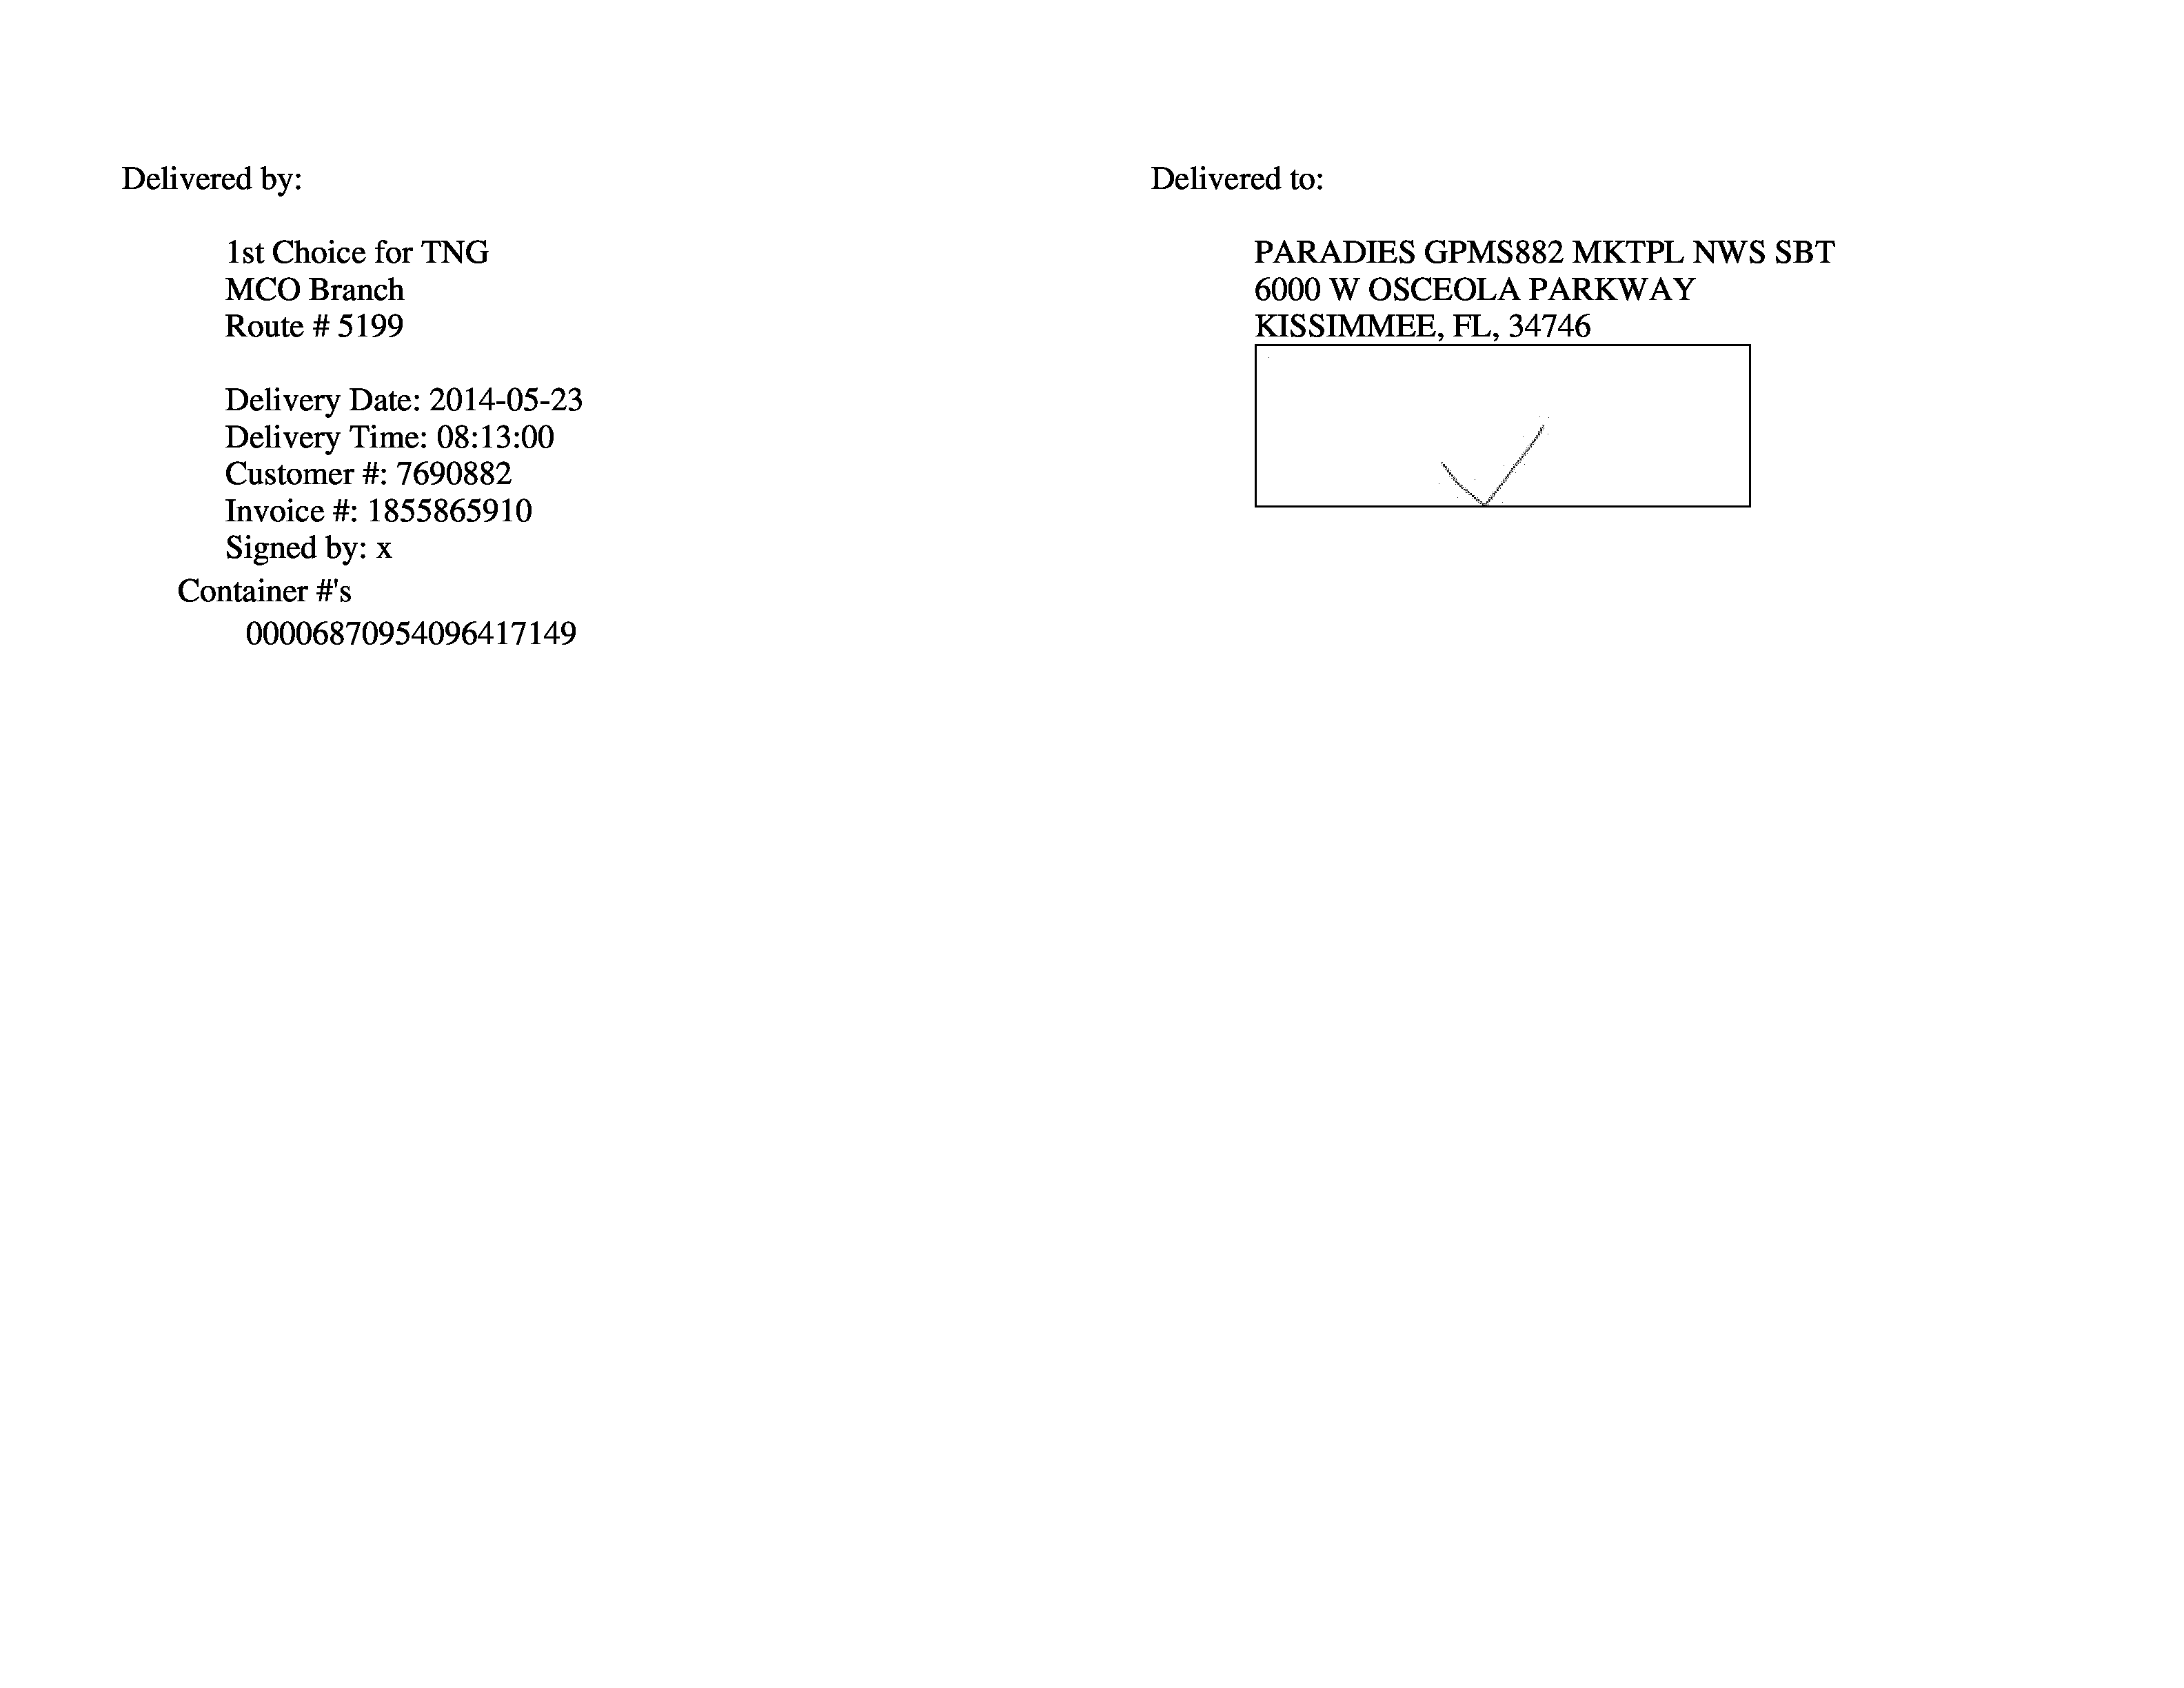 Delivered by:
1st Choice for TNG
MCO Branch
Route # 5199
Delivery Date: 2014-05-23
Delivery Time: 08:13:00
Customer #: 7690882
Invoice #: 1855865910
Signed by: x
Container #'s
00006870954096417149
Delivered to:
PARADIES GPMS882 MKTPL NWS SBT
6000 W OSCEOLA PARKWAY
KISSIMMEE, FL, 34746